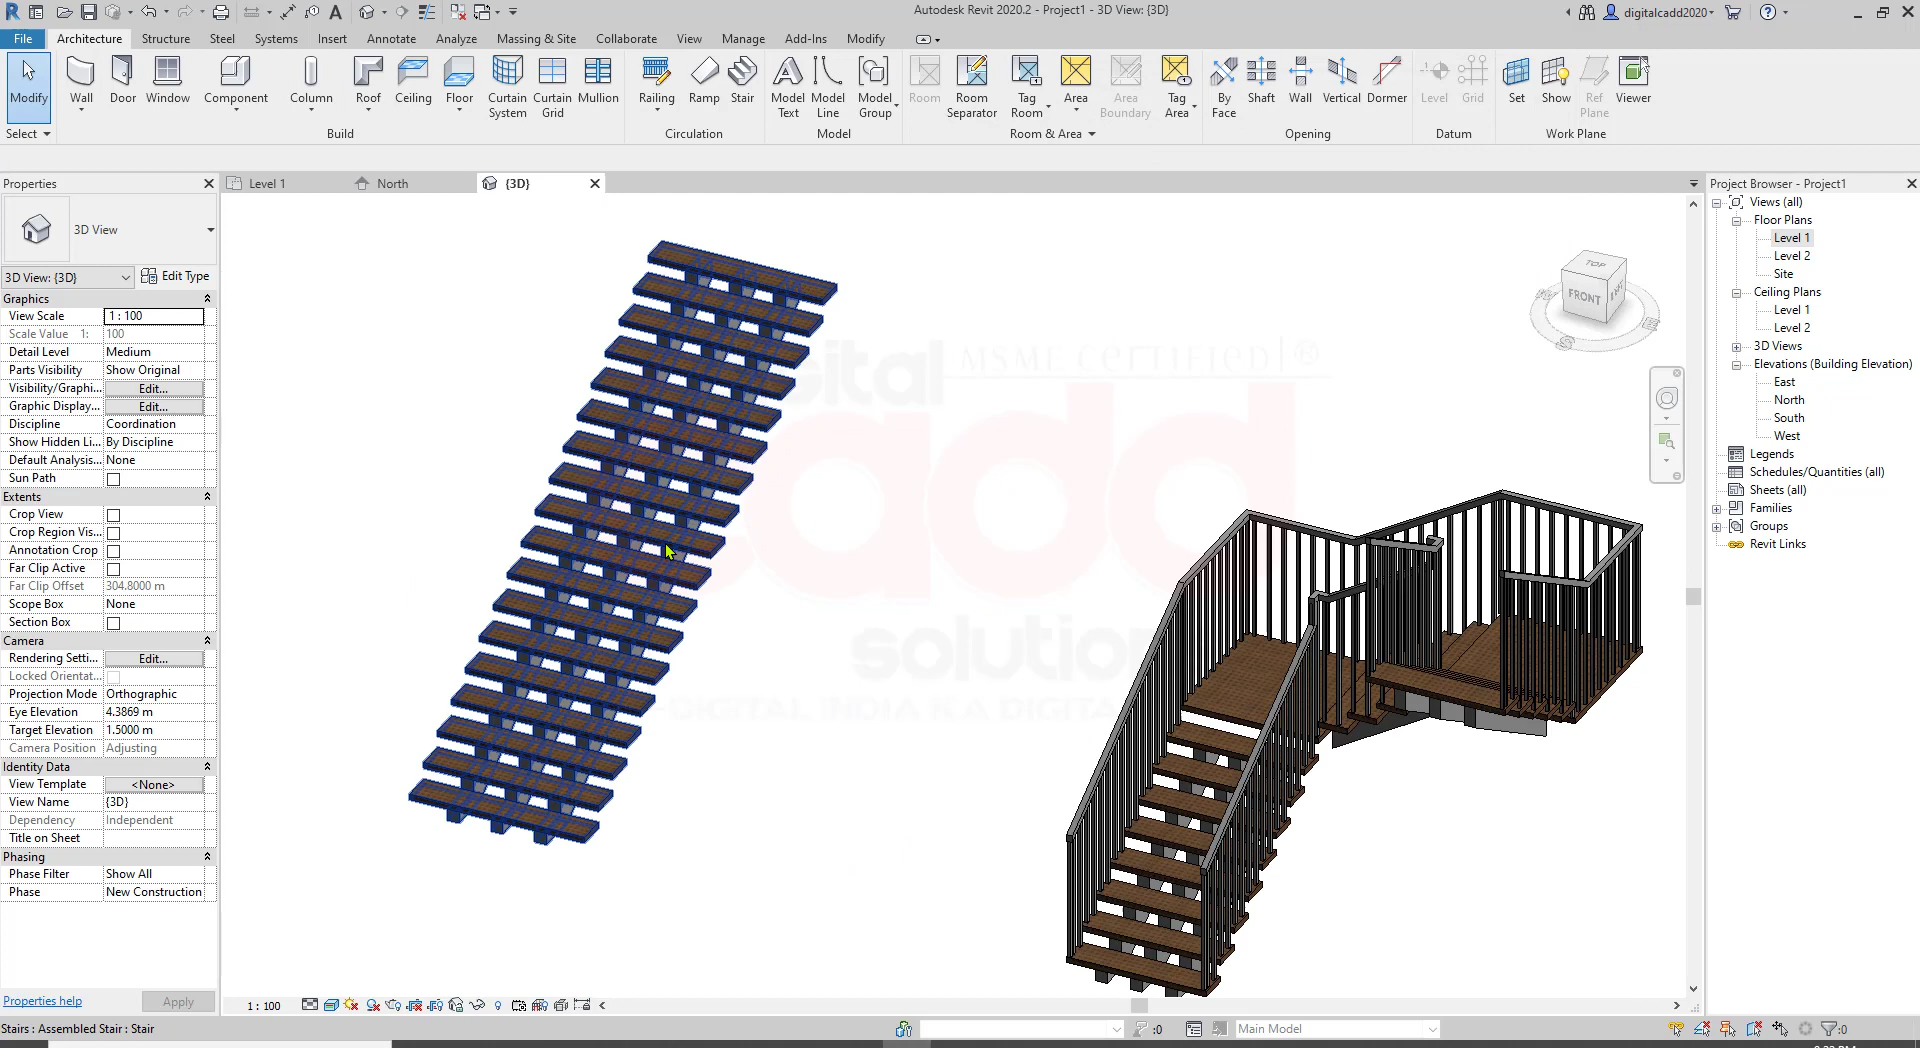 Autodesk Revit 2020.2 - Project1 - 3D View: {3D}
digitalcadd2020
File
Architecture
Structure
Steel
Systems
Insert
Annotate
Analyze
Massing & Site
Collaborate
View
Manage
Add-Ins
Modify
Modify
Wall
Door
Window
Component
Column
Roof
Ceiling
Floor
Curtain System
Curtain Grid
Mullion
Railing
Ramp
Stair
Model Text
Model Line
Model Group
Room
Room Separator
Tag Room
Area
Area Boundary
Tag Area
By Face
Shaft
Wall
Vertical
Dormer
Level
Grid
Set
Show
Ref Plane
Viewer
Select
Build
Circulation
Model
Room & Area
Opening
Datum
Work Plane
Properties
Level 1
North
{3D}
Project Browser - Project1
3D View
3D View: {3D}
Edit Type
Graphics
View Scale 1 : 100
Scale Value 1: 100
Detail Level Medium
Parts Visibility Show Original
Visibility/Graphi... Edit...
Graphic Display... Edit...
Discipline Coordination
Show Hidden Li... By Discipline
Default Analysis... None
Sun Path
Extents
Crop View
Crop Region Vis...
Annotation Crop
Far Clip Active
Far Clip Offset 304.8000 m
Scope Box None
Section Box
Camera
Rendering Setti... Edit...
Locked Orientat...
Projection Mode Orthographic
Eye Elevation 4.3869 m
Target Elevation 1.5000 m
Camera Position Adjusting
Identity Data
View Template <None>
View Name {3D}
Dependency Independent
Title on Sheet
Phasing
Phase Filter Show All
Phase New Construction
Properties help
Apply
TOP
FRONT
S
E
MSME CERTIFIED ®
Views (all)
Floor Plans
Level 1
Level 2
Site
Ceiling Plans
Level 1
Level 2
3D Views
Elevations (Building Elevation)
East
North
South
West
Legends
Schedules/Quantities (all)
Sheets (all)
Families
Groups
Revit Links
1 : 100
Stairs : Assembled Stair : Stair
:0
Main Model
:0